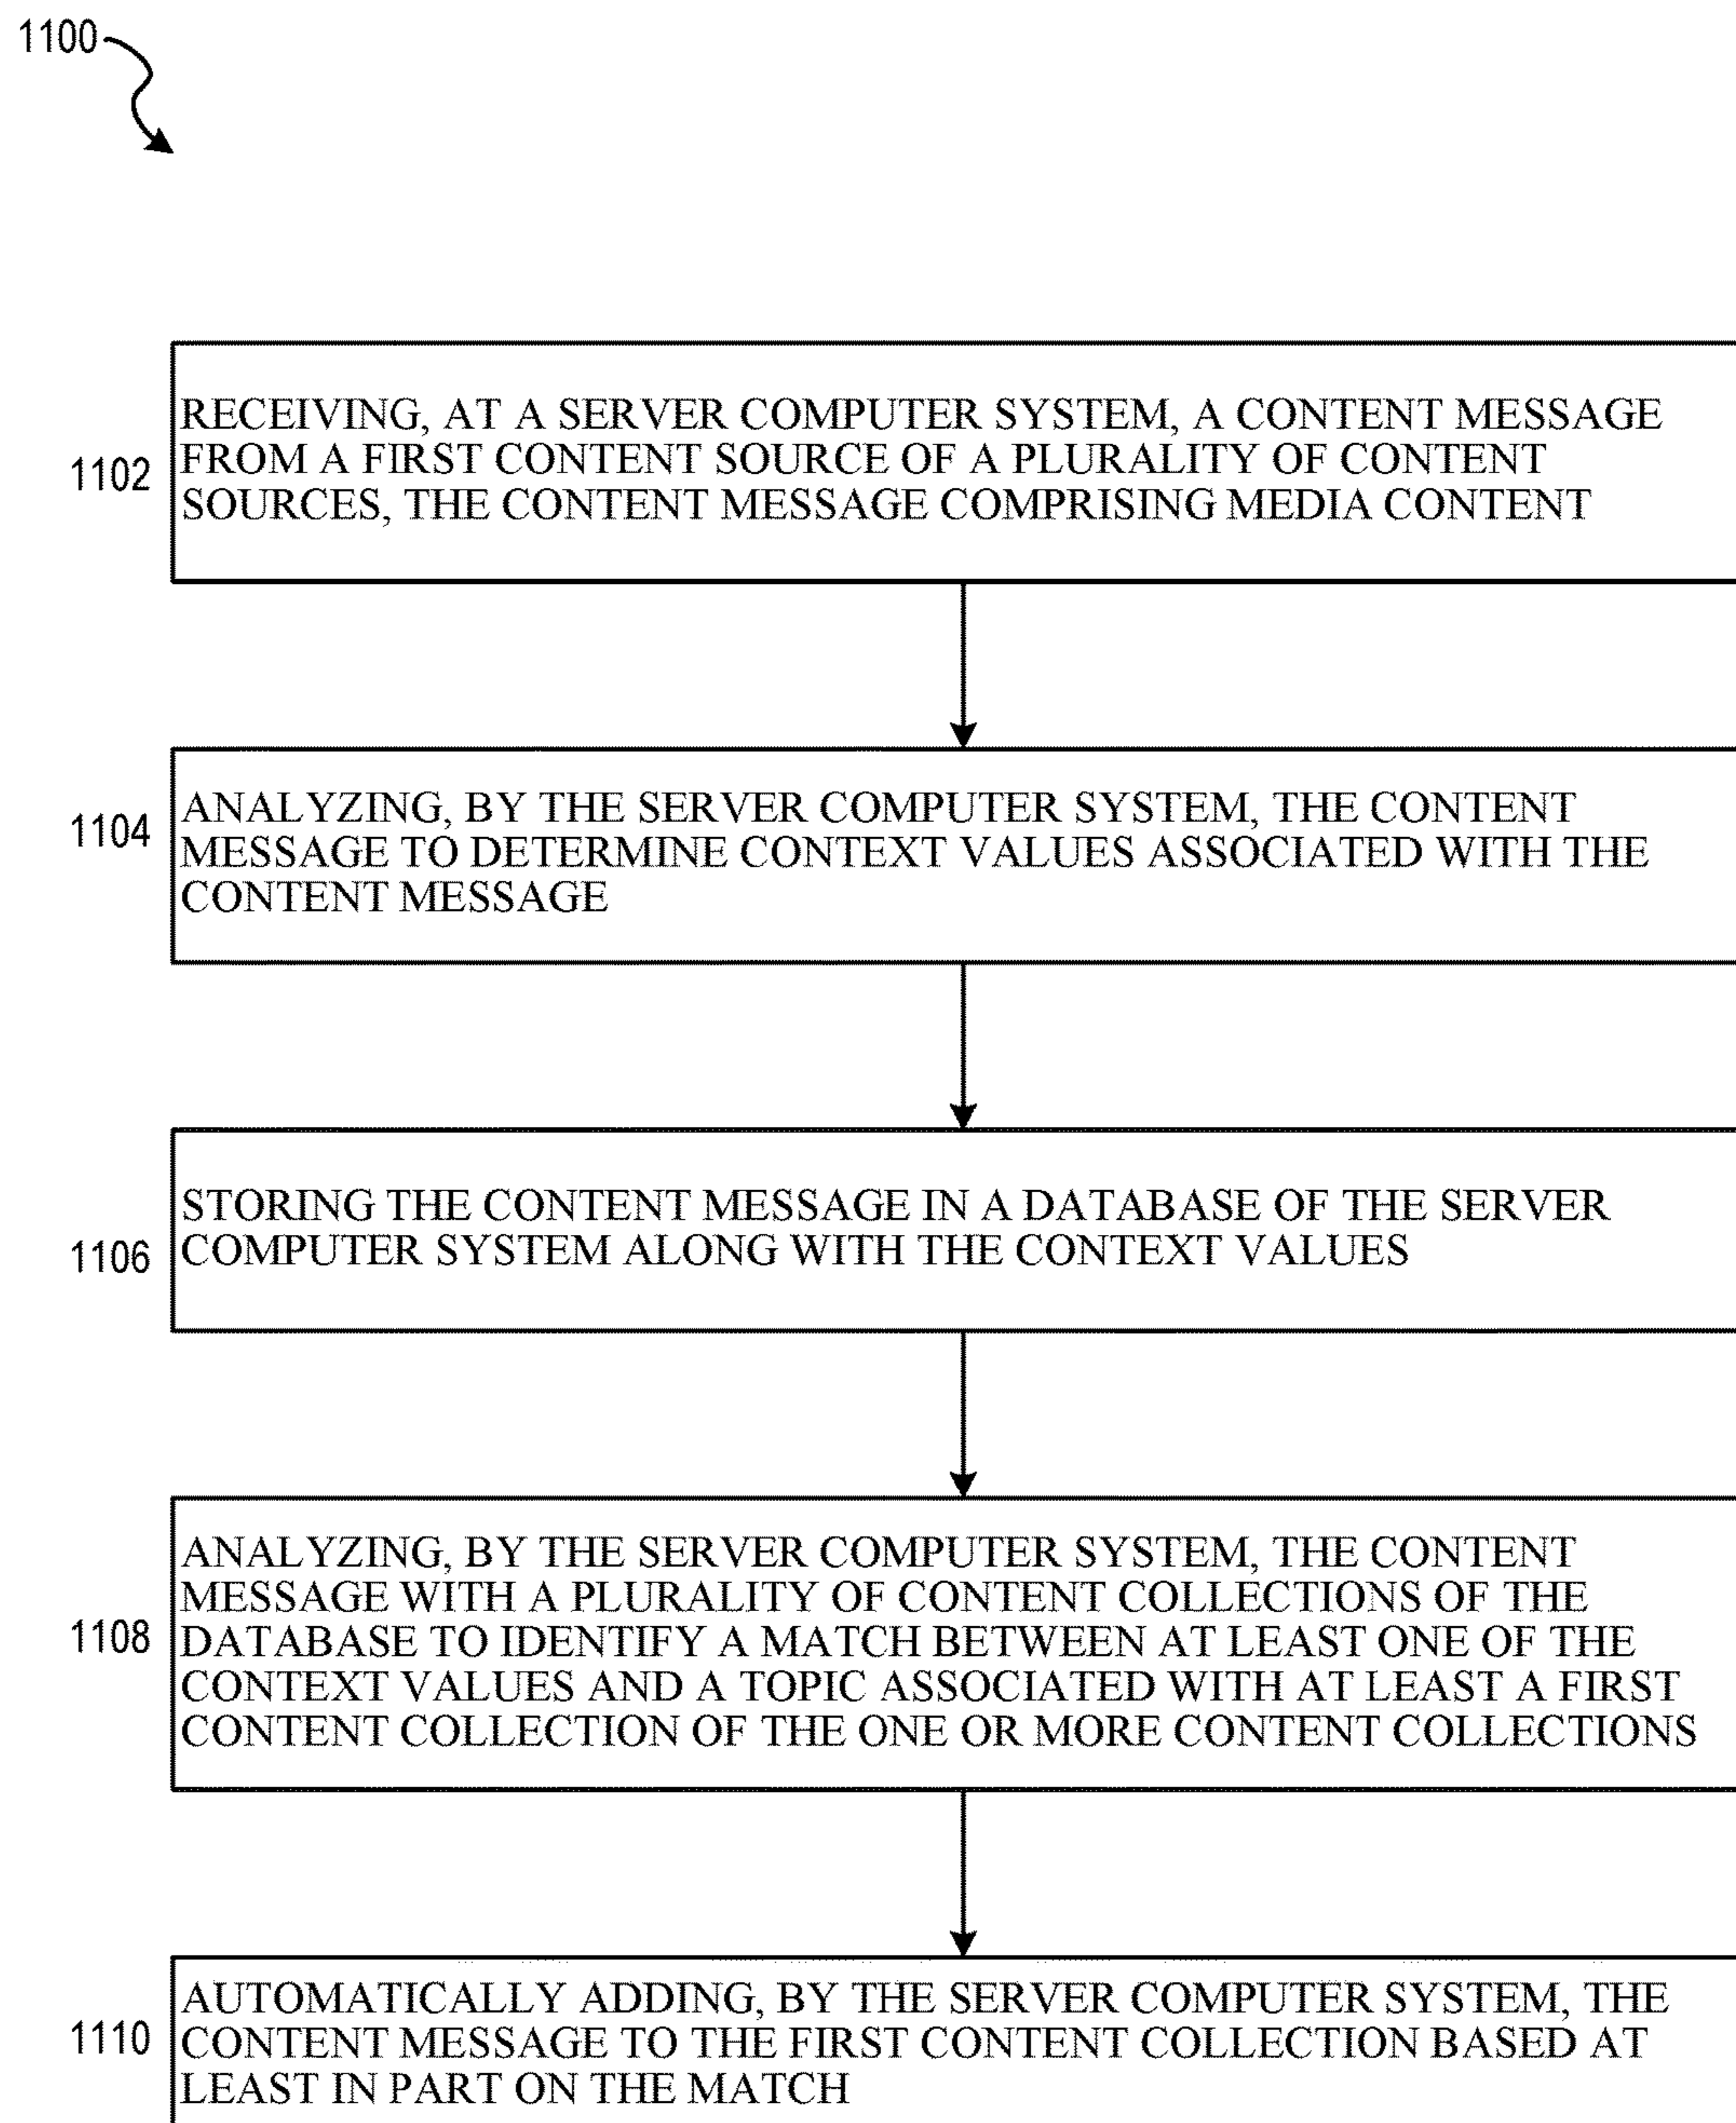 1100
RECEIVING, AT A SERVER COMPUTER SYSTEM, A CONTENT MESSAGE
1102
FROM A FIRST CONTENT SOURCE OF A PLURALITY OF CONTENT
SOURCES, THE CONTENT MESSAGE COMPRISING MEDIA CONTENT
1104
ANALYZING, BY THE SERVER COMPUTER SYSTEM, THE CONTENT
MESSAGE TO DETERMINE CONTEXT VALUES ASSOCIATED WITH THE
CONTENT MESSAGE
STORING THE CONTENT MESSAGE IN A DATABASE OF THE SERVER
1106
COMPUTER SYSTEM ALONG WITH THE CONTEXT VALUES
ANALYZING, BY THE SERVER COMPUTER SYSTEM, THE CONTENT
MESSAGE WITH A PLURALITY OF CONTENT COLLECTIONS OF THE
1108
DATABASE TO IDENTIFY A MATCH BETWEEN AT LEAST ONE OF THE
CONTEXT VALUES AND A TOPIC ASSOCIATED WITH AT LEAST A FIRST
CONTENT COLLECTION OF THE ONE OR MORE CONTENT COLLECTIONS
AUTOMATICALLY ADDING, BY THE SERVER COMPUTER SYSTEM, THE
1110
CONTENT MESSAGE TO THE FIRST CONTENT COLLECTION BASED AT
LEAST IN PART ON THE MATCH